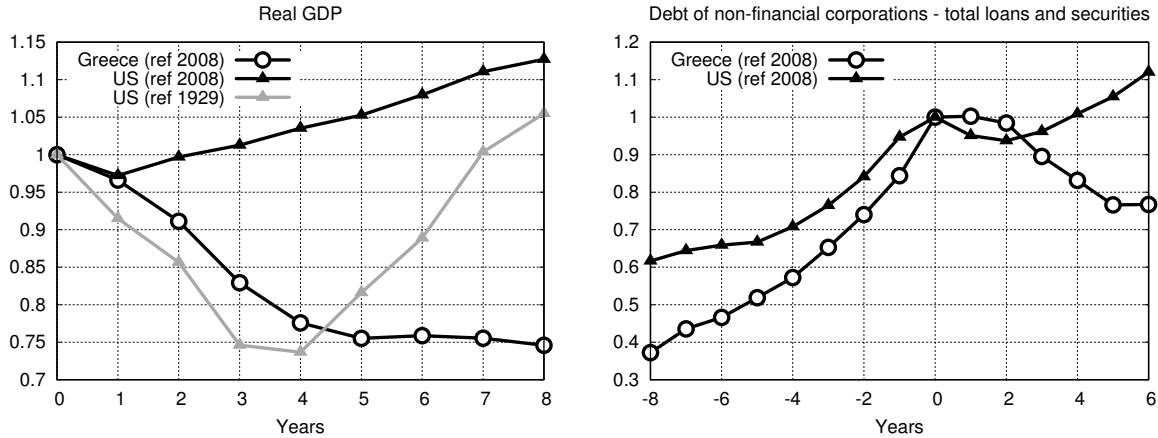 Real GDP
1.15
1.1
1.05
1
0.95
0.9
0.85
0.8
0.75
0.7
Greece (ref 2008)
US (ref 2008)
US (ref 1929)
0 1 2 3 4 5 6 7 8
Years
Debt of non-financial corporations - total loans and securities
1.2
1.1
1
0.9
0.8
0.7
0.6
0.5
0.4
0.3
Greece (ref 2008)
US (ref 2008)
-8 -6 -4 -2 0 2 4 6
Years